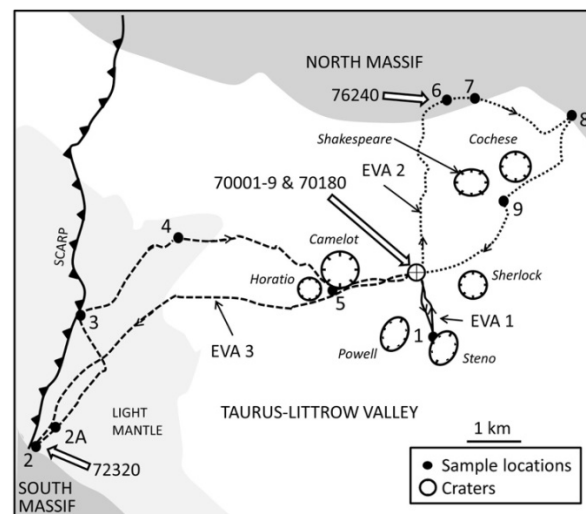 NORTH MASSIF
76240
6
7
8
Shakespeare
Cochese
EVA 2
9
70001-9 & 70180
4
Camelot
SCARP
Horatio
Sherlock
5
3
EVA 1
EVA 3
1
Powell
Steno
LIGHT
MANTLE
TAURUS-LITTROW VALLEY
1 km
2A
2
72320
Sample locations
Craters
SOUTH
MASSIF